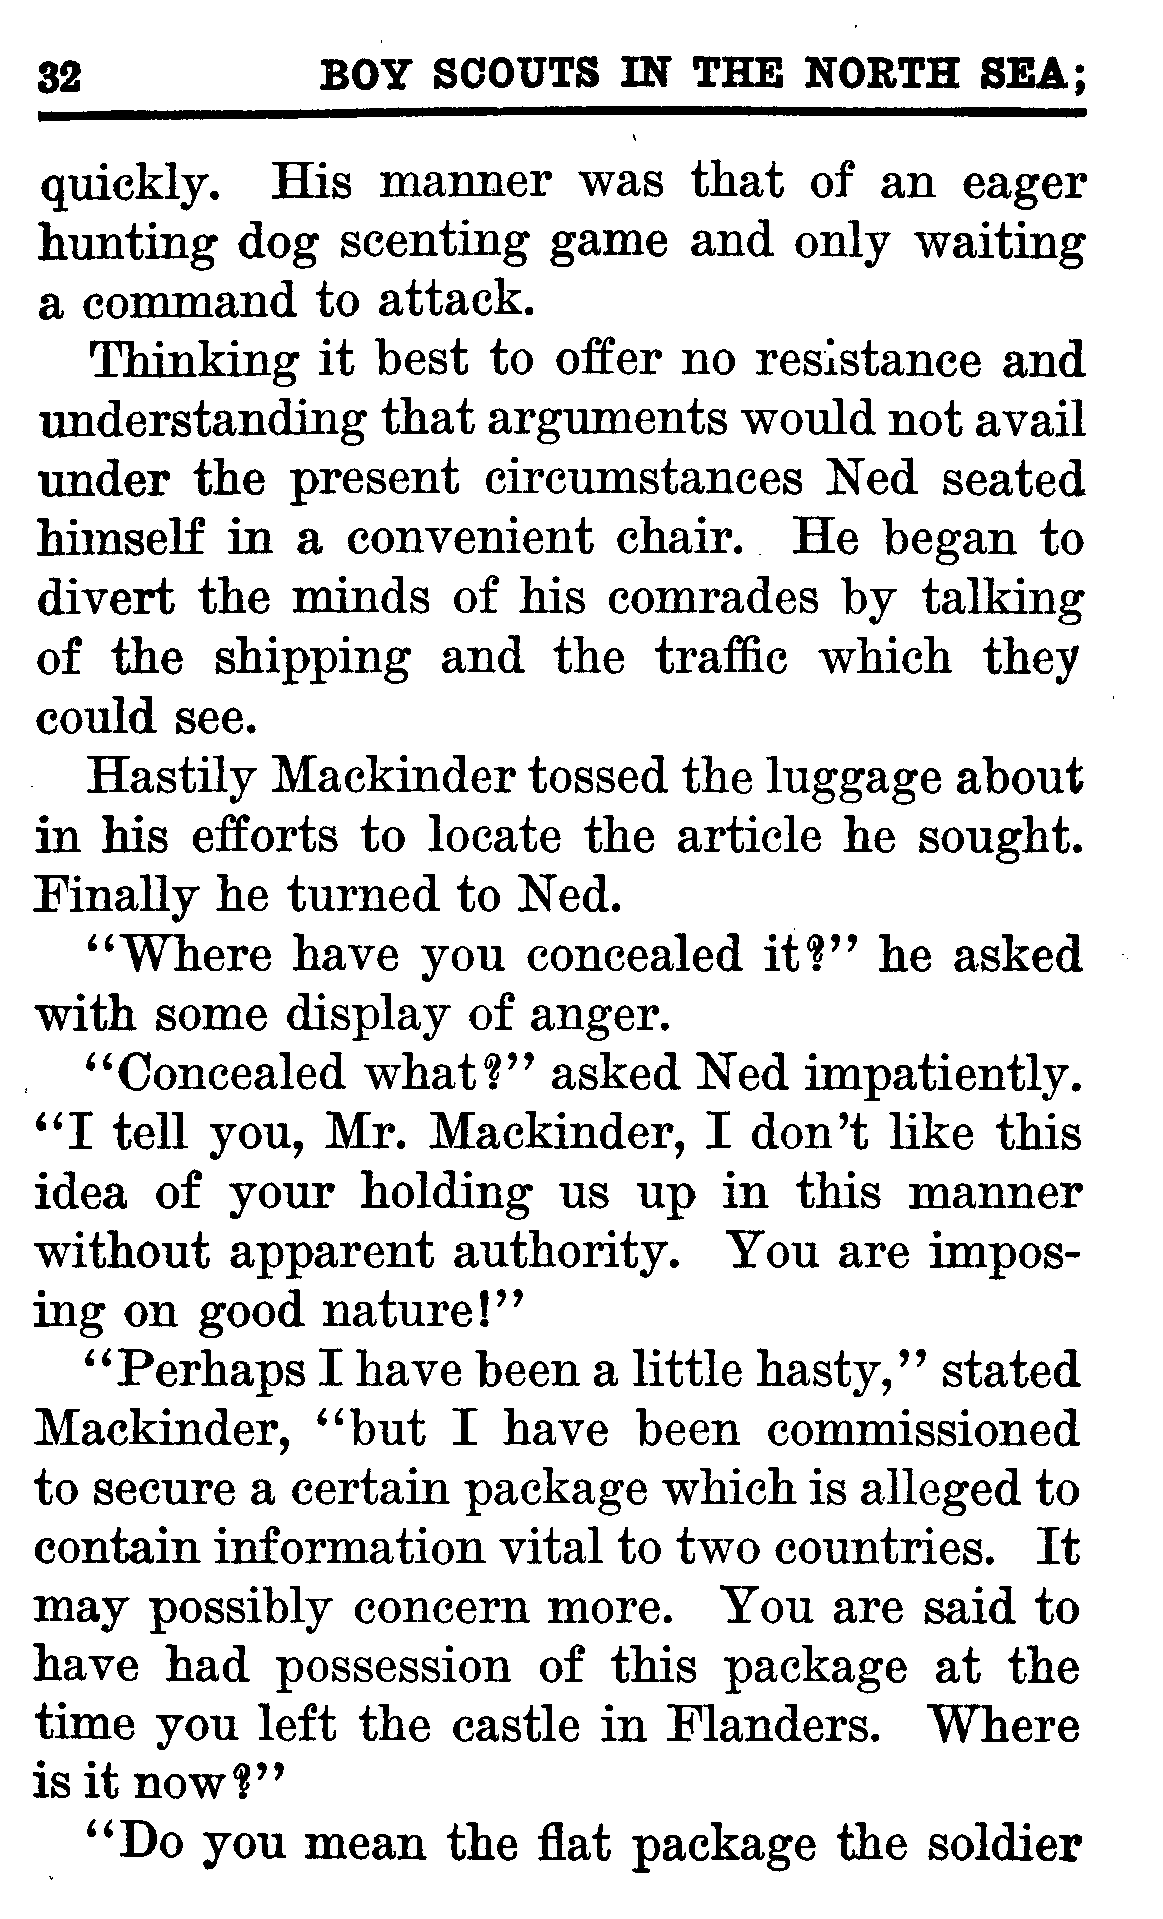 32 BOY SCOUTS IN THE NORTH SEA;
quickly. His manner was that of an eager
hunting dog scenting game and only waiting
a command to attack.
Thinking it best to offer no resistance and
understanding that arguments would not avail
under the present circumstances Ned seated
himself in a convenient chair. He began to
divert the minds of his comrades by talking
of the shipping and the traffic which they
could see.
Hastily Mackinder tossed the luggage about
in his efforts to locate the article he sought.
Finally he turned to Ned.
“Where have you concealed it?” he asked
with some display of anger.
“Concealed what?” asked Ned impatiently.
“I tell you, Mr. Mackinder, I don’t like this
idea of your holding us up in this manner
without apparent authority. You are impos-
ing on good nature!”
“Perhaps I have been a little hasty,” stated
Mackinder, “but I have been commissioned
to secure a certain package which is alleged to
contain information vital to two countries. It
may possibly concern more. You are said to
have had possession of this package at the
time you left the castle in Flanders. Where
is it now?”
“Do you mean the flat package the soldier